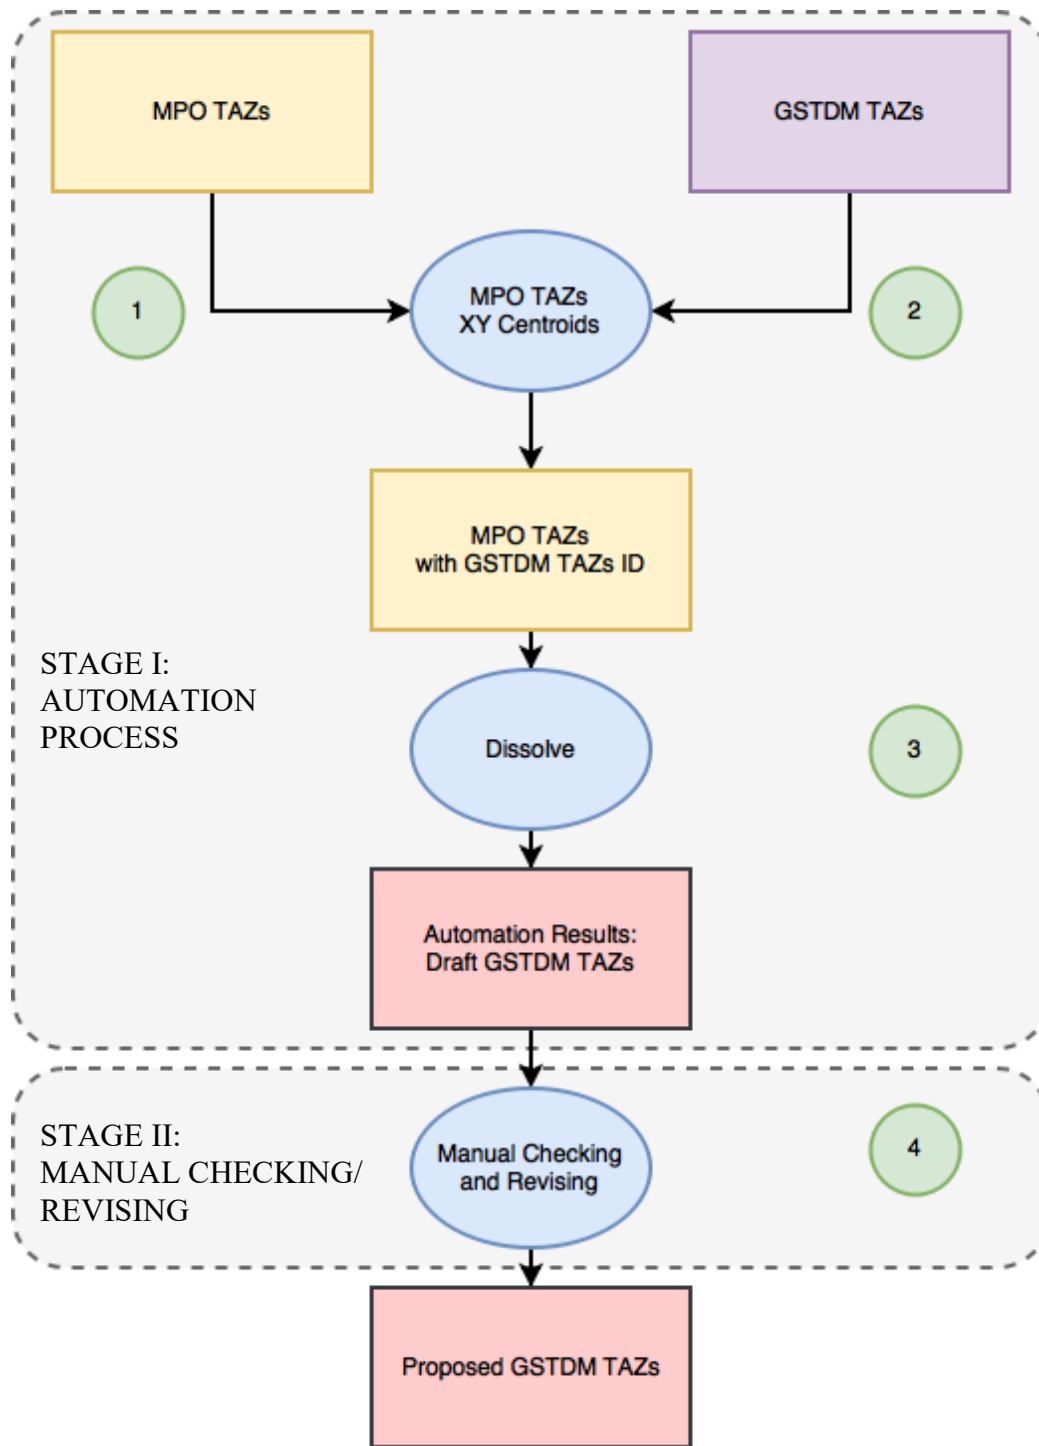 MPO TAZs
GSTDM TAZs
1
MPO TAZs
XY Centroids
2
MPO TAZs
with GSTDM TAZs ID
STAGE I:
AUTOMATION
PROCESS
Dissolve
3
Automation Results:
Draft GSTDM TAZs
STAGE II:
MANUAL CHECKING/
REVISING
Manual Checking
and Revising
4
Proposed GSTDM TAZs